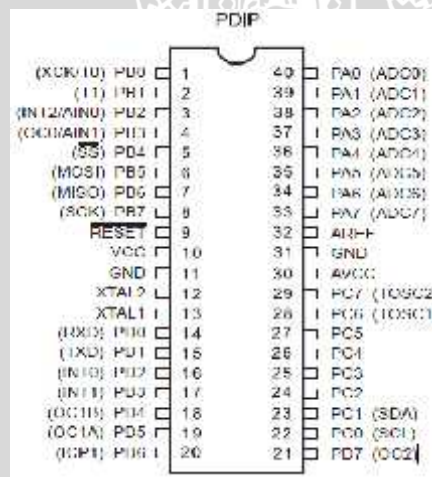 PDIP
(XCK/T0) PB0 1 40 PA0 (ADC0)
(T1) PB1 2 39 PA1 (ADC1)
(INT2/AIN0) PB2 3 38 PA2 (ADC2)
(OC0/AIN1) PB3 4 37 PA3 (ADC3)
(SS) PB4 5 36 PA4 (ADC4)
(MOSI) PB5 6 35 PA5 (ADC5)
(MISO) PB6 7 34 PA6 (ADC6)
(SCK) PB7 8 33 PA7 (ADC7)
RESET 9 32 AREF
VCC 10 31 GND
GND 11 30 AVCC
XTAL2 12 29 PC7 (TOSC2
XTAL1 13 28 PC6 (TOSC1
(RXD) PD0 14 27 PC5
(TXD) PD1 15 26 PC4
(INT0) PD2 16 25 PC3
(INT1) PD3 17 24 PC2
(OC1B) PD4 18 23 PC1 (SDA)
(OC1A) PD5 19 22 PC0 (SCL)
(ICP1) PD6 20 21 PD7 (OC2)